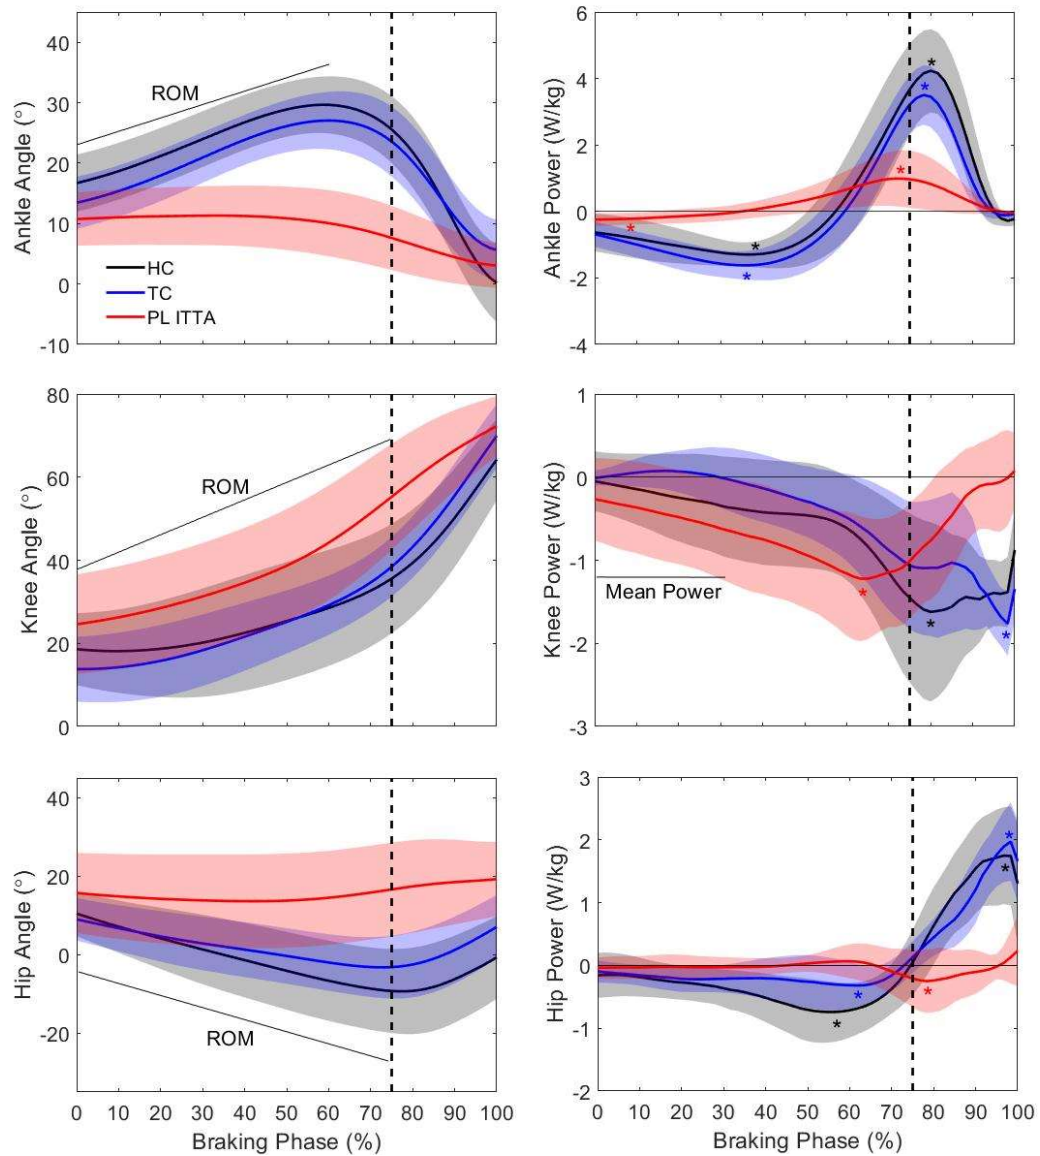 Ankle Angle (°)
40
30
20
10
0
-10
ROM
HC
TC
PL ITTA
Ankle Power (W/kg)
6
4
2
0
-2
-4
*
*
*
*
*
*
Knee Angle (°)
80
60
40
20
0
ROM
Knee Power (W/kg)
1
0
-1
-2
-3
Mean Power
*
*
*
Hip Angle (°)
40
20
0
-20
ROM
0 10 20 30 40 50 60 70 80 90 100
Braking Phase (%)
Hip Power (W/kg)
3
2
1
0
-1
-2
*
*
*
*
*
0 10 20 30 40 50 60 70 80 90 100
Braking Phase (%)